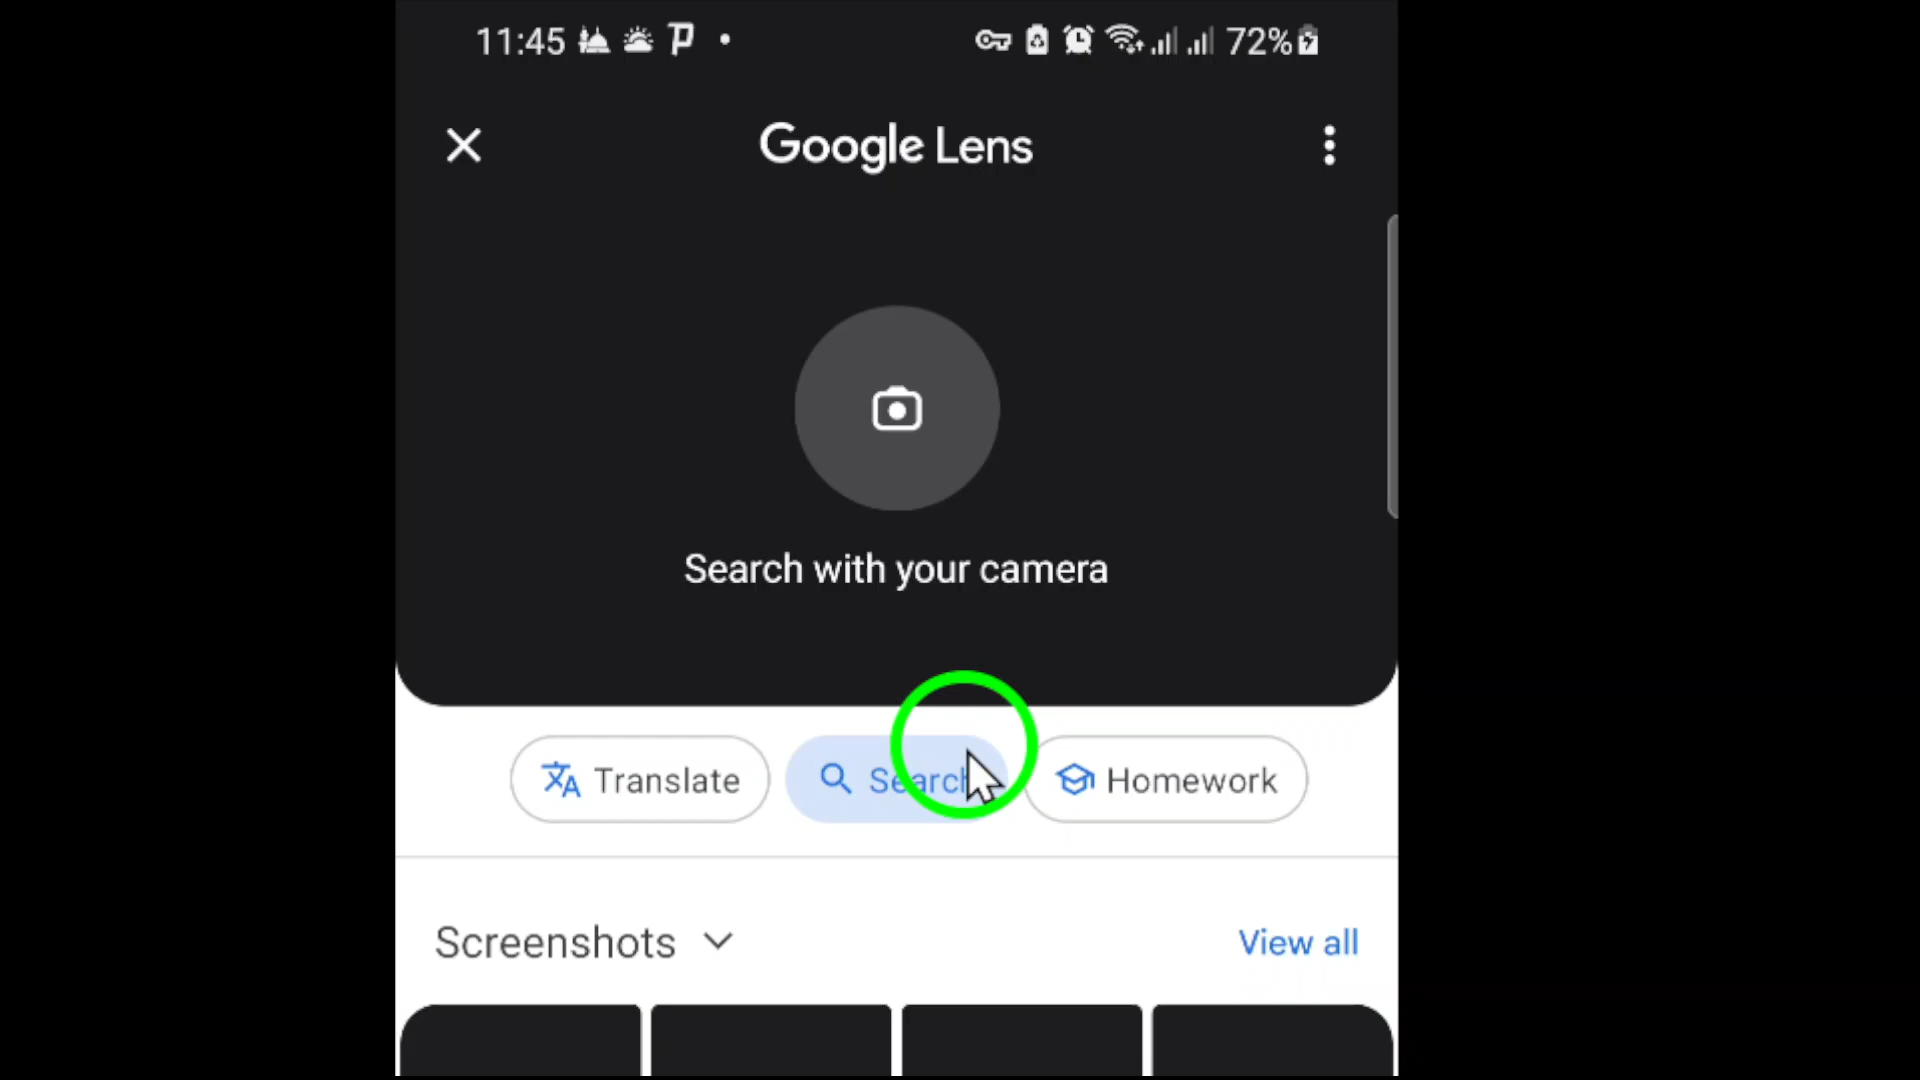 11:45 72%
Google Lens
Search with your camera
Translate Search Homework
Screenshots View all